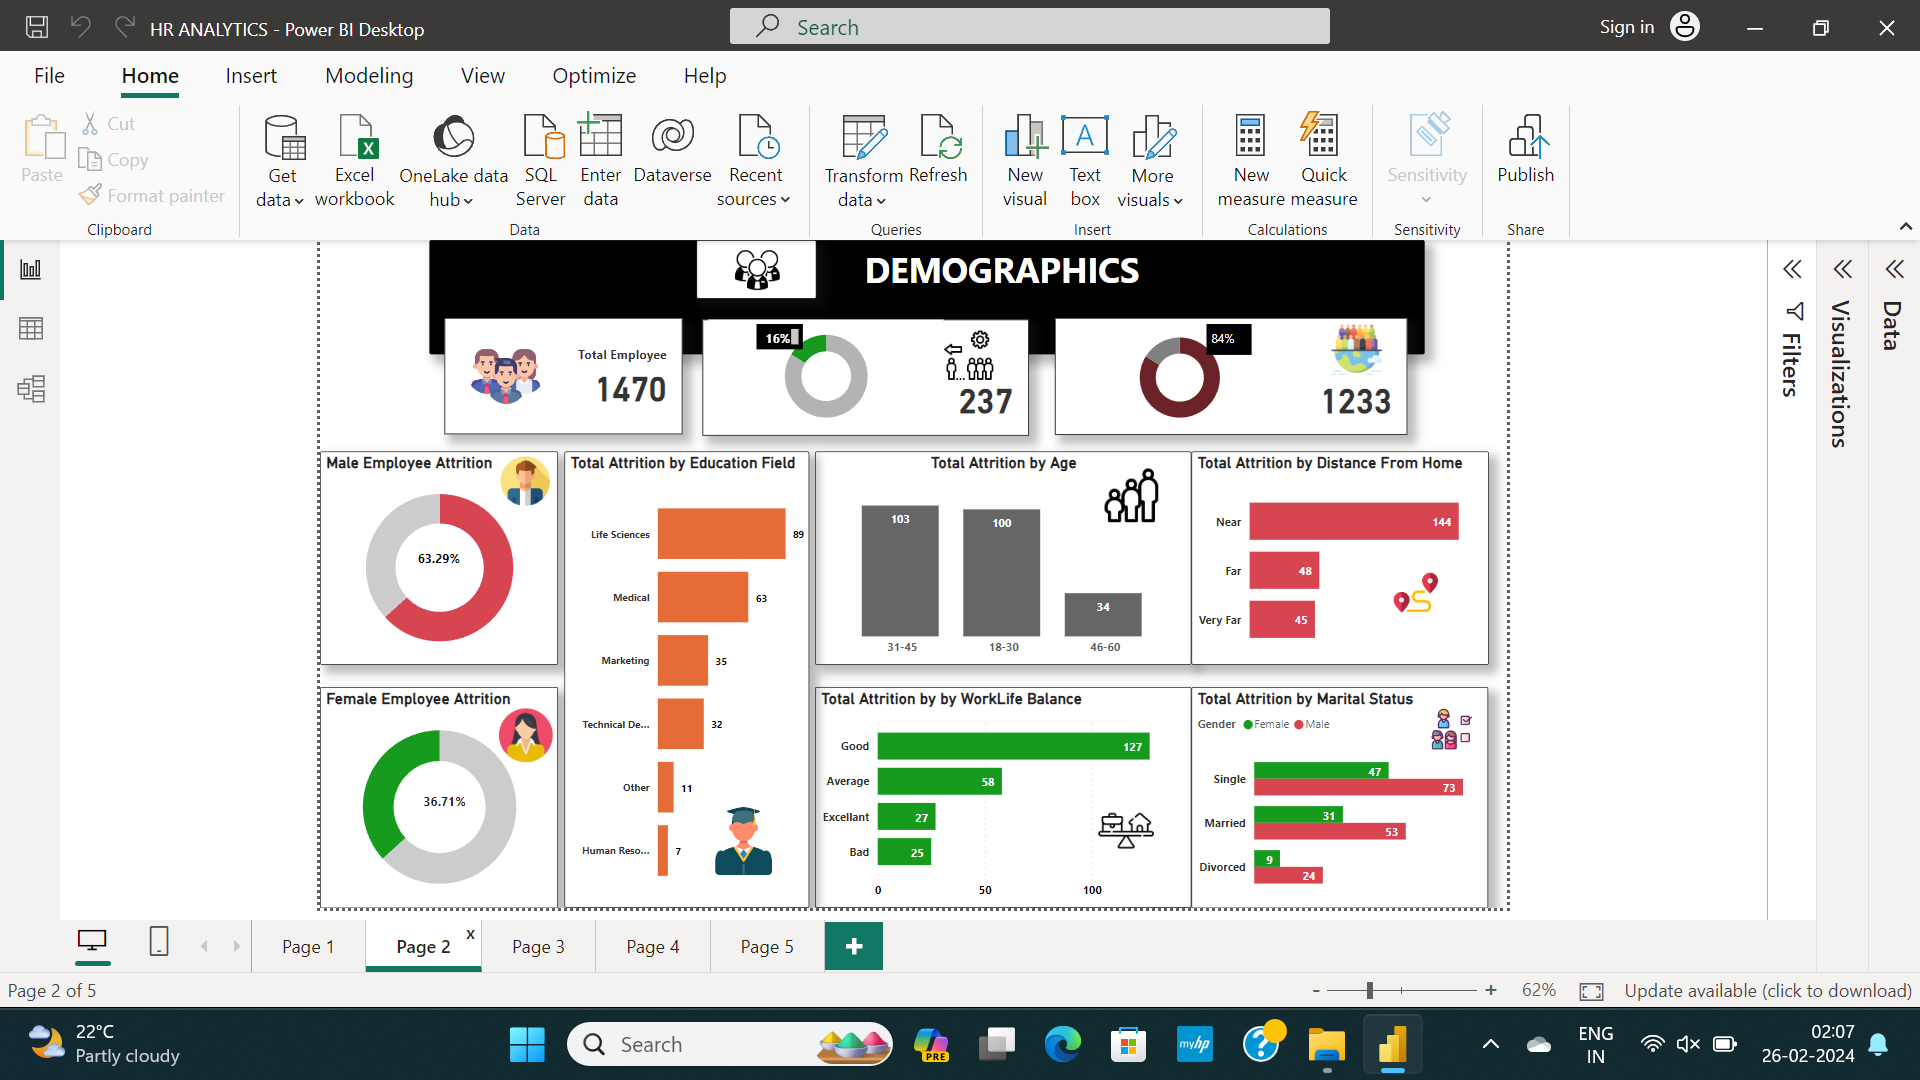 HR ANALYTICS - Power BI Desktop
Search
Sign in
File
Home
Insert
Modeling
View
Optimize
Help
Paste
Cut
Copy
Format painter
Clipboard
Get
data
Excel
workbook
OneLake data
hub
SQL
Server
Enter
data
Dataverse
Recent
sources
Data
Transform
data
Refresh
Queries
New
visual
A
Text
box
More
visuals
Insert
New
measure
Quick
measure
Calculations
Sensitivity
Sensitivity
Publish
Share
DEMOGRAPHICS
Total Employee
1470
16%
237
84%
1233
Male Employee Attrition
63.29%
Total Attrition by Education Field
Life Sciences
89
Medical
63
Marketing
35
Technical De...
32
Other
11
Human Reso...
7
Total Attrition by Age
103
100
34
31-45
18-30
46-60
Total Attrition by Distance From Home
Near
144
Far
48
Very Far
45
Female Employee Attrition
36.71%
Total Attrition by by WorkLife Balance
Good
127
Average
58
Excellant
27
Bad
25
0
50
100
Total Attrition by Marital Status
Gender Female Male
Single
47
73
Married
31
53
Divorced
9
24
Filters
Visualizations
Data
Page 1
Page 2
x
Page 3
Page 4
Page 5
+
Page 2 of 5
- + 62%
Update available (click to download)
22°C
Partly cloudy
Search
PRE
myhp
ENG
IN
02:07
26-02-2024